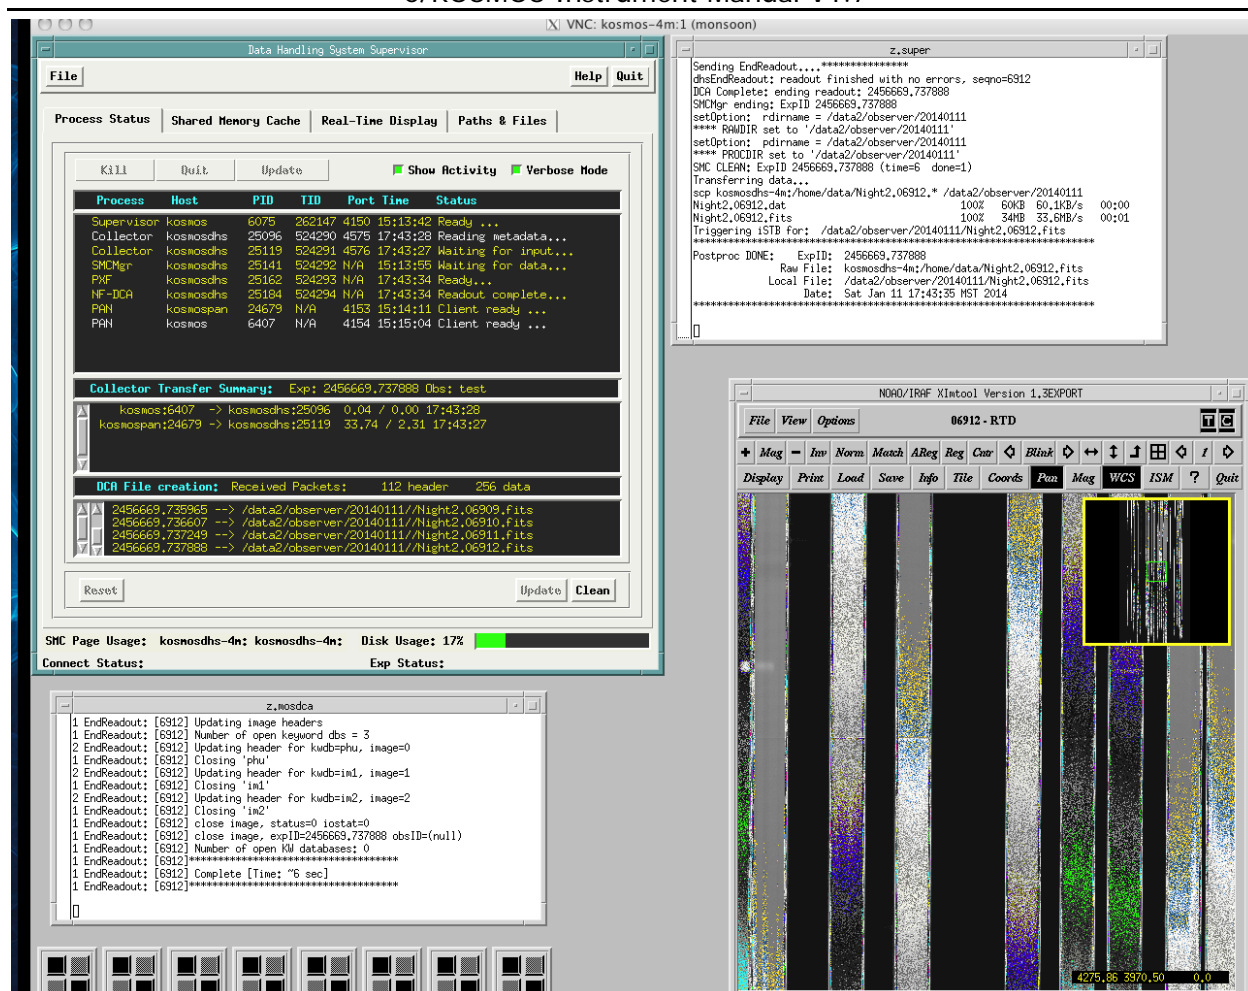 VNC: kosmos-4m:1 (monsoon)
Data Handling System Supervisor
File Help Quit
Process Status Shared Memory Cache Real-Time Display Paths & Files
Kill Quit Update Show Activity Verbose Mode
Process Host PID TID Port Time Status
Supervisor kosmos 6075 262147 4150 15:13:42 Ready ...
Collector kosmosdhs 25096 524290 4575 17:43:28 Reading metadata...
Collector kosmosdhs 25119 524291 4576 17:43:27 Waiting for input...
SMCMgr kosmosdhs 25141 524292 N/A 15:13:55 Waiting for data...
PXF kosmosdhs 25162 524293 N/A 17:43:34 Ready...
NF-DCA kosmosdhs 25184 524294 N/A 17:43:34 Readout complete...
PAN kosmospan 24679 N/A 4153 15:14:11 Client ready ...
PAN kosmos 6407 N/A 4154 15:15:04 Client ready ...
Collector Transfer Summary: Exp: 2456669.737888 Obs: test
kosmos:6407 -> kosmosdhs:25096 0.04 / 0.00 17:43:28
kosmospan:24679 -> kosmosdhs:25119 33.74 / 2.31 17:43:27
DCA File creation: Received Packets: 112 header 256 data
2456669.735965 --> /data2/observer/20140111//Night2.06909.fits
2456669.736607 --> /data2/observer/20140111//Night2.06910.fits
2456669.737249 --> /data2/observer/20140111//Night2.06911.fits
2456669.737888 --> /data2/observer/20140111//Night2.06912.fits
Reset Update Clean
SMC Page Usage: kosmosdhs-4m: kosmosdhs-4m: Disk Usage: 17%
Connect Status: Exp Status:
z.super
Sending EndReadout....***************
dhsEndReadout: readout finished with no errors, seqno=6912
DCA Complete: ending readout: 2456669.737888
SMCMgr ending: ExpID 2456669.737888
setOption: rdirname = /data2/observer/20140111
**** RAWDIR set to '/data2/observer/20140111'
setOption: pdirname = /data2/observer/20140111
**** PROCDIR set to '/data2/observer/20140111'
SMC CLEAN: ExpID 2456669.737888 (time=6 done=1)
Transferring data...
scp kosmosdhs-4m:/home/data/Night2.06912.* /data2/observer/20140111
Night2.06912.dat 100% 60KB 60.1KB/s 00:00
Night2.06912.fits 100% 34MB 33.6MB/s 00:01
Triggering iSTB for: /data2/observer/20140111/Night2.06912.fits
**********************************************************************
Postproc DONE: ExpID: 2456669.737888
Raw File: kosmosdhs-4m:/home/data/Night2.06912.fits
Local File: /data2/observer/20140111/Night2.06912.fits
Date: Sat Jan 11 17:43:35 MST 2014
**********************************************************************
NOAO/IRAF XImtool Version 1.3EXPORT
File View Options 06912 - RTD T C
+ Mag - Inv Norm Match AReg Reg Cntr Blink 1
Display Print Load Save Info Tile Coords Pan Mag WCS ISM ? Quit
4275.86 3970.50 0.0
z.mosdca
1 EndReadout: [6912] Updating image headers
1 EndReadout: [6912] Number of open keyword dbs = 3
2 EndReadout: [6912] Updating header for kwdb=phu, image=0
1 EndReadout: [6912] Closing 'phu'
2 EndReadout: [6912] Updating header for kwdb=im1, image=1
1 EndReadout: [6912] Closing 'im1'
2 EndReadout: [6912] Updating header for kwdb=im2, image=2
1 EndReadout: [6912] Closing 'im2'
1 EndReadout: [6912] close image, status=0 iostat=0
1 EndReadout: [6912] close image, expID=2456669.737888 obsID=(null)
1 EndReadout: [6912] Number of open KW databases: 0
1 EndReadout: [6912]************************************
1 EndReadout: [6912] Complete [Time: ~6 sec]
1 EndReadout: [6912]************************************